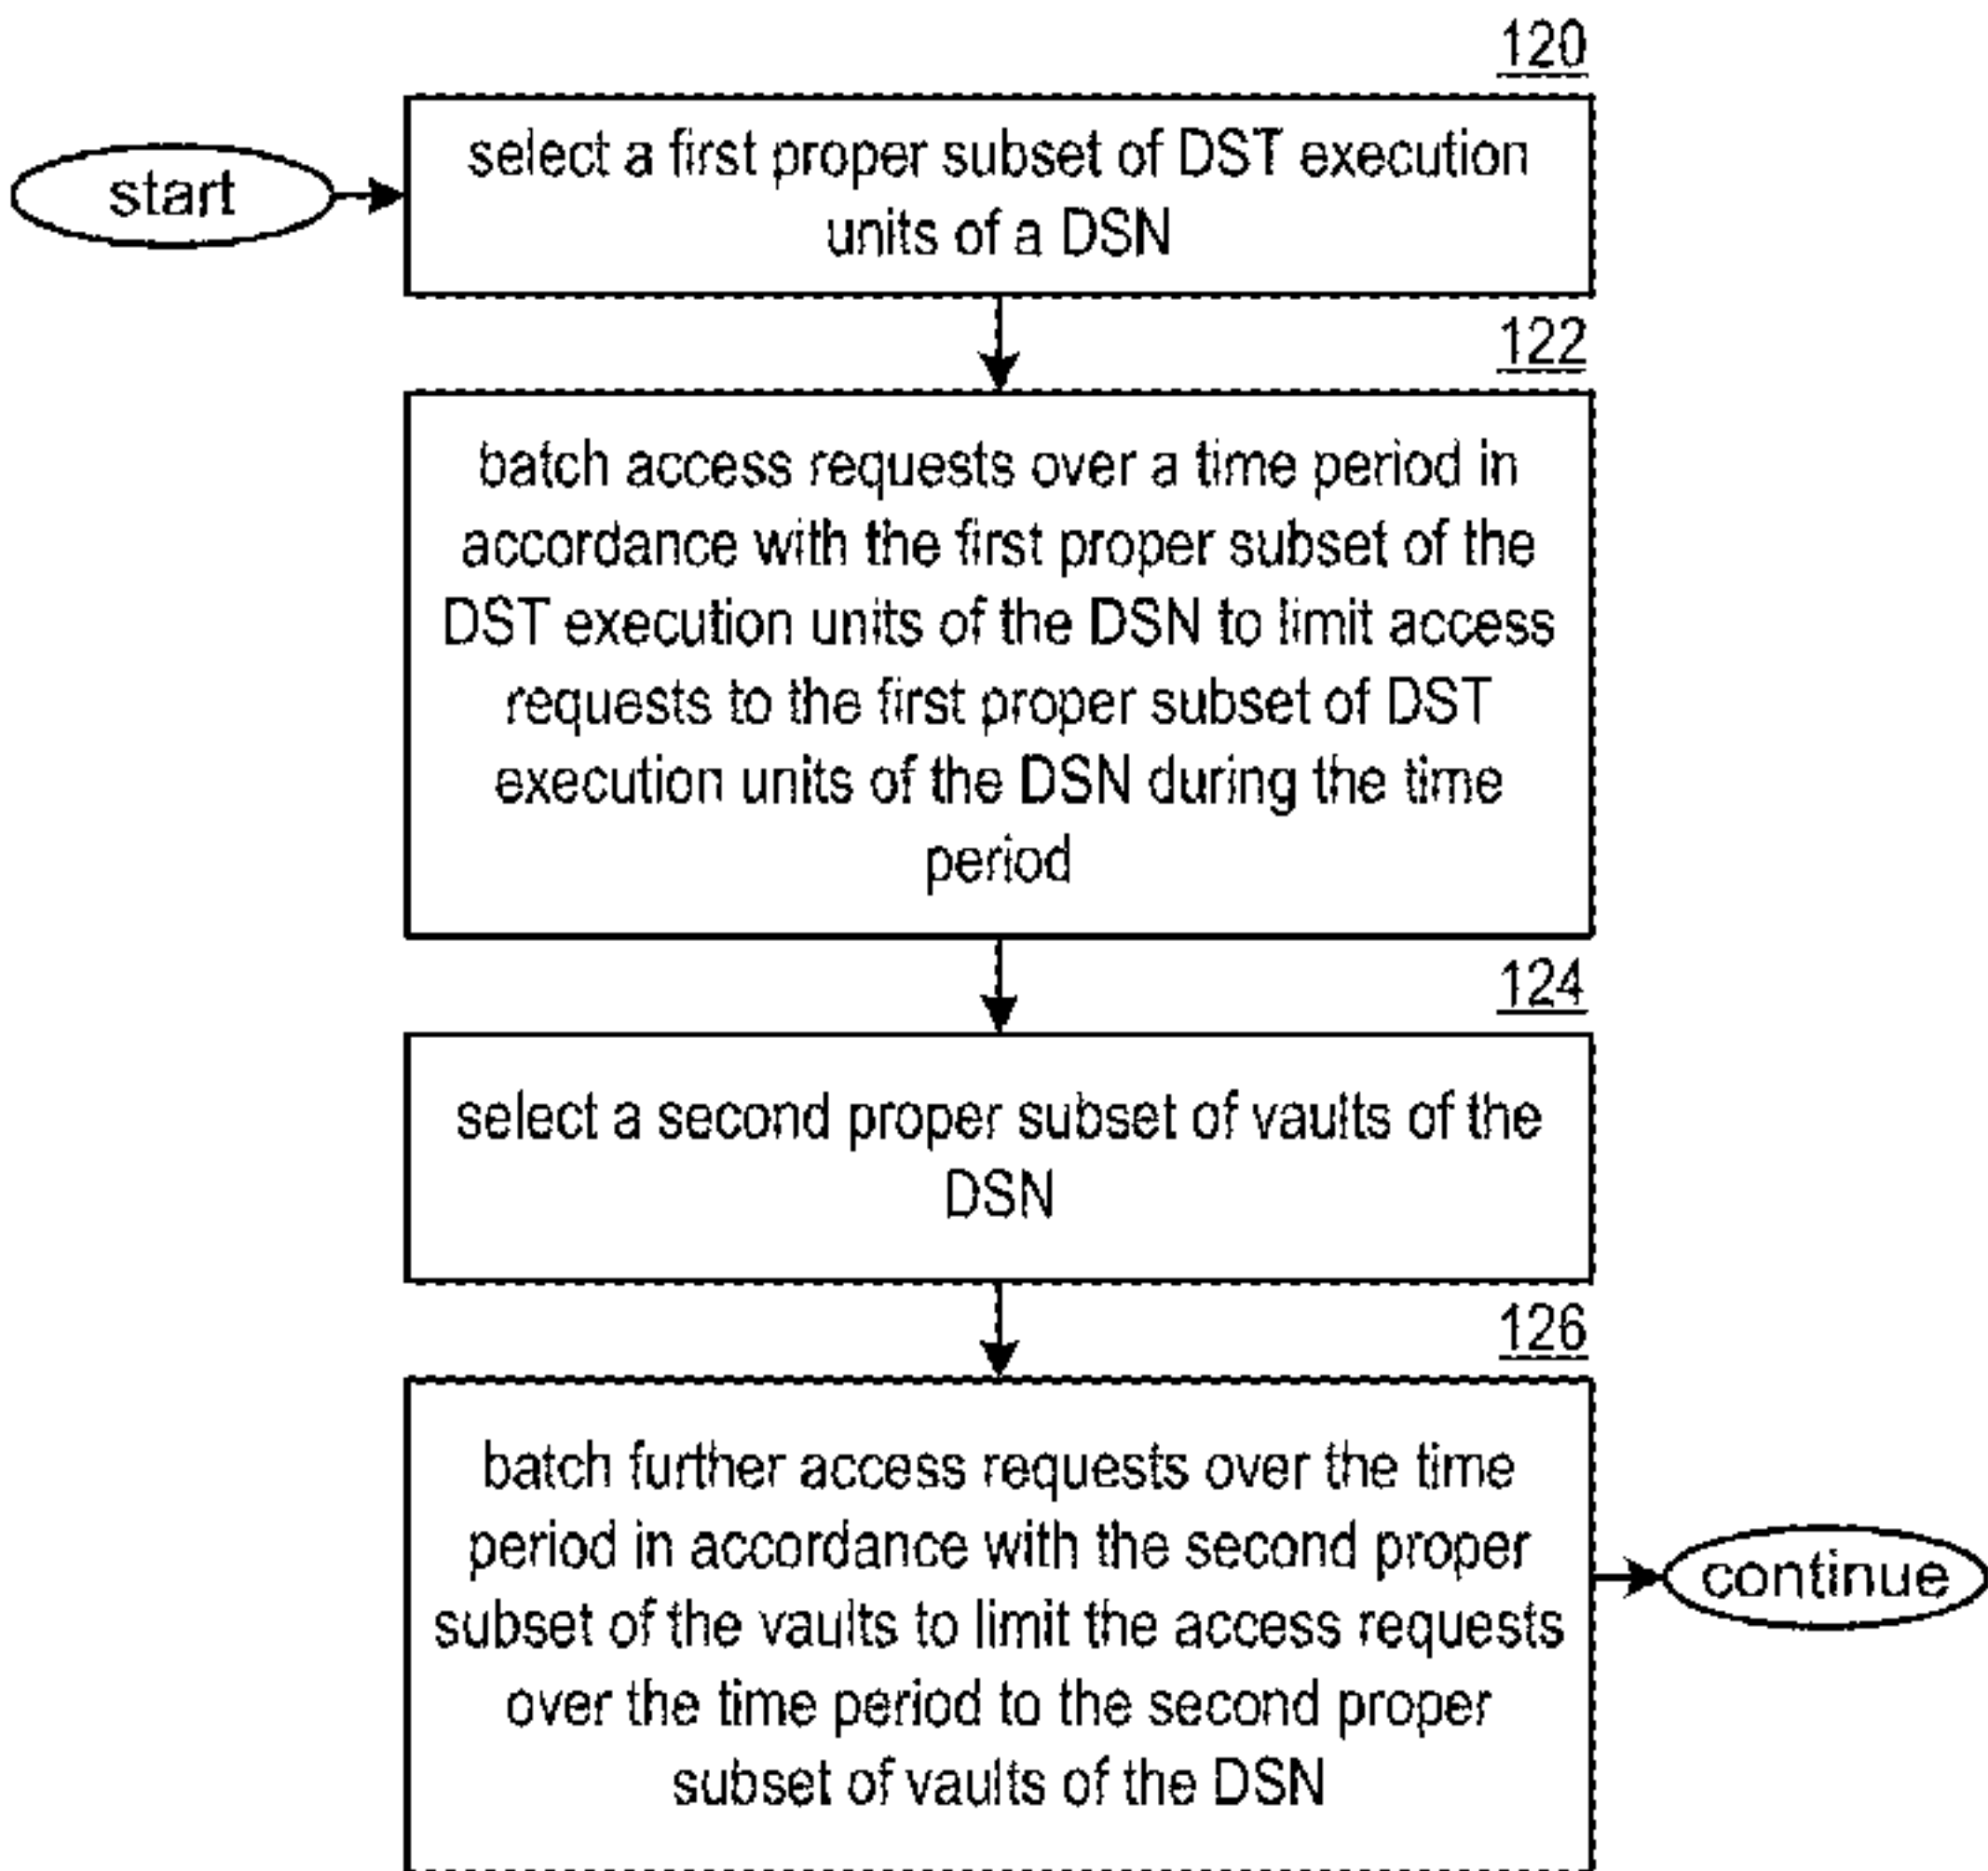 120
start
select a first proper subset of DST execution
units of a DSN
122
batch access requests over a time period in
accordance with the first proper subset of the
DST execution units of the DSN to limit access
requests to the first proper subset of DST
execution units of the DSN during the time
period
124
select a second proper subset of vaults of the
DSN
126
batch further access requests over the time
period in accordance with the second proper
subset of the vaults to limit the access requests
over the time period to the second proper
subset of vaults of the DSN
continue